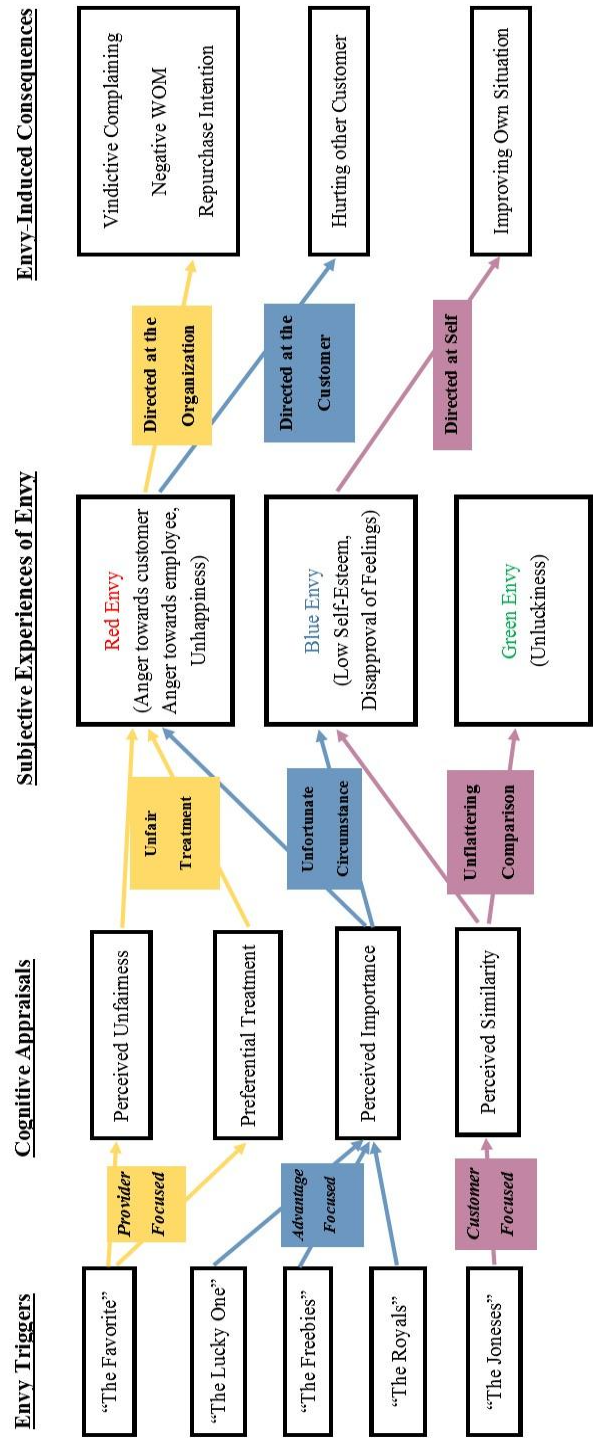 Envy Triggers
Cognitive Appraisals
Subjective Experiences of Envy
Envy-Induced Consequences
“The Favorite”
“The Lucky One”
“The Freebies”
“The Royals”
“The Joneses”
Provider
Focused
Advantage
Focused
Customer
Focused
Perceived Unfairness
Preferential Treatment
Perceived Importance
Perceived Similarity
Unfair
Treatment
Unfortunate
Circumstance
Unflattering
Comparison
Red Envy
(Anger towards customer
Anger towards employee,
Unhappiness)
Blue Envy
(Low Self-Esteem,
Disapproval of Feelings)
Green Envy
(Unluckiness)
Directed at the
Organization
Directed at the
Customer
Directed at Self
Vindictive Complaining
Negative WOM
Repurchase Intention
Hurting other Customer
Improving Own Situation